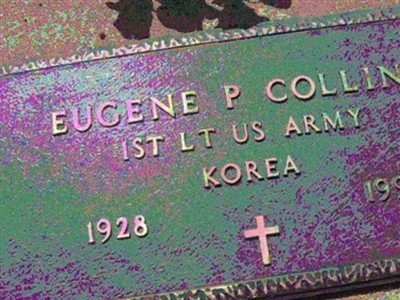 EUGENE P COLLIN
1ST LT US ARMY
KOREA
1928